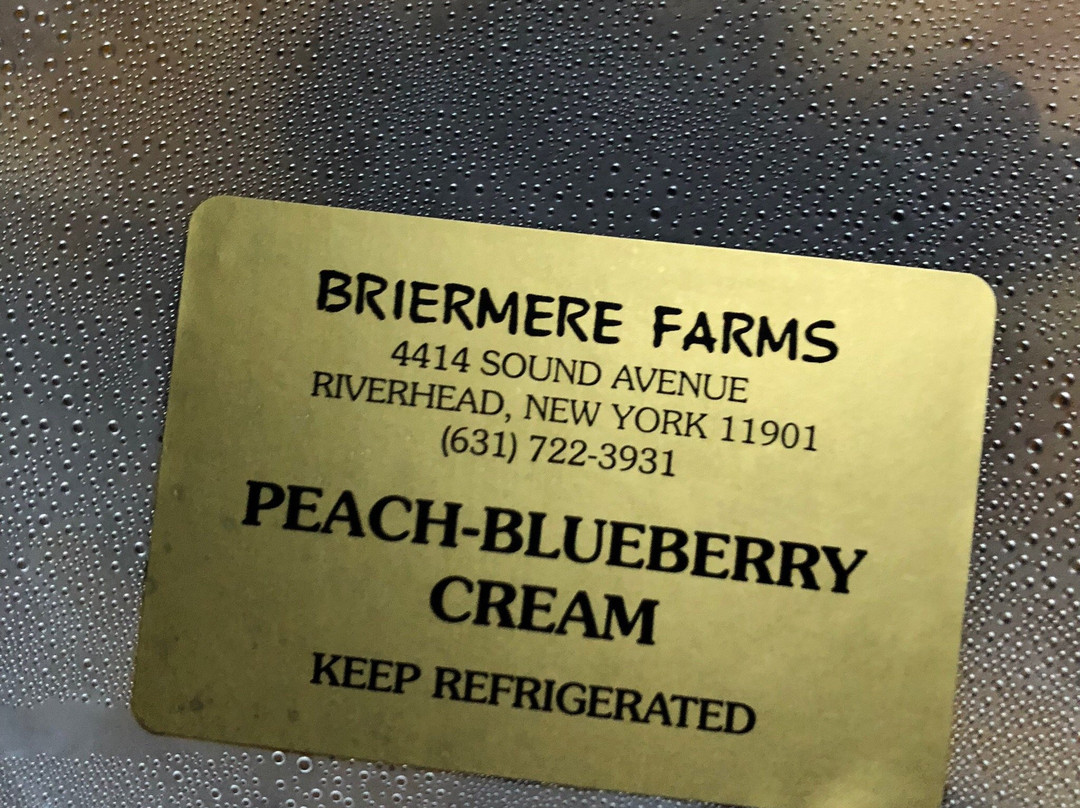 BRIERMERE FARMS
4414 SOUND AVENUE
RIVERHEAD, NEW YORK 11901
(631) 722-3931
PEACH-BLUEBERRY
CREAM
KEEP REFRIGERATED